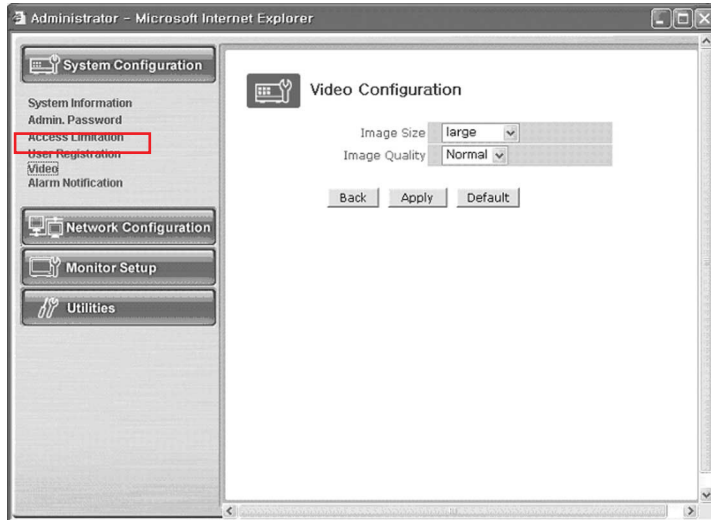 Administrator - Microsoft Internet Explorer
System Configuration
System Information
Admin. Password
Access Limitation
User Registration
Video
Alarm Notification
Network Configuration
Monitor Setup
Utilities
Video Configuration
Image Size large
Image Quality Normal
Back Apply Default